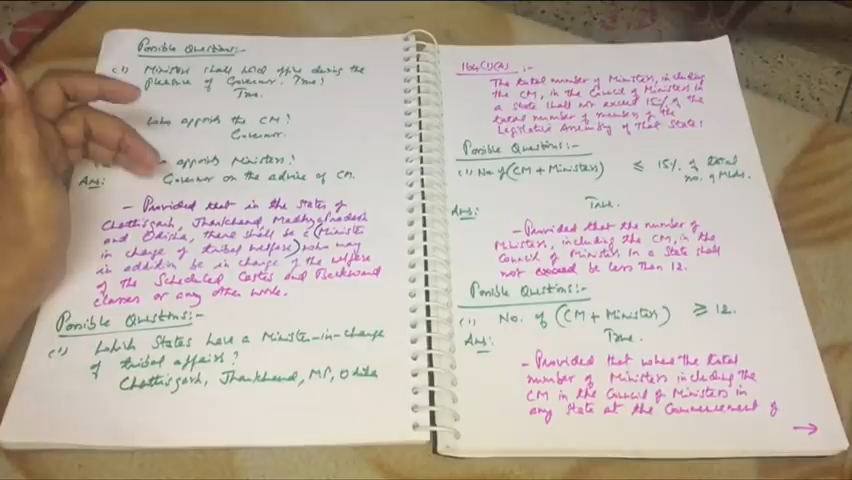 Possible Questions:-
(1) Ministers shall hold office during the
pleasure of Governor. True?
True.
who appoints the CM?
Governor.
appoints Ministers?
Ans:
Governor on the advise of CM.
- Provided that in the states of
Chattisgarh, Jharkhand, Madhya Pradesh
and Odisha, there shall be a (Minister
in charge of tribal welfare) who may
in addition be in charge of the welfare
of the Scheduled Castes and Backward
classes or any other work.
Possible Questions:-
(1) Which States have a Minister-in-charge
of tribal affairs?
Chattisgarh, Jharkhand, MP, Odisha
164(1)(A) :-
The total number of Ministers, including
the CM, in the Council of Ministers in
a state shall not exceed 15% of the
total number of members of the
Legislative Assembly of that State:
Possible Questions:-
(1) No. of (CM + Ministers) ≤ 15% of total
no. of MLAs.
Ans: True.
- Provided that the number of
Ministers, including the CM, in the
Council of Ministers in a State shall
not exceed be less than 12.
Possible Questions:-
(1) No. of (CM + Ministers) ≥ 12.
Ans: True.
- Provided that where the total
number of Ministers including the
CM in the Council of Ministers in
any State at the Commencement of
→